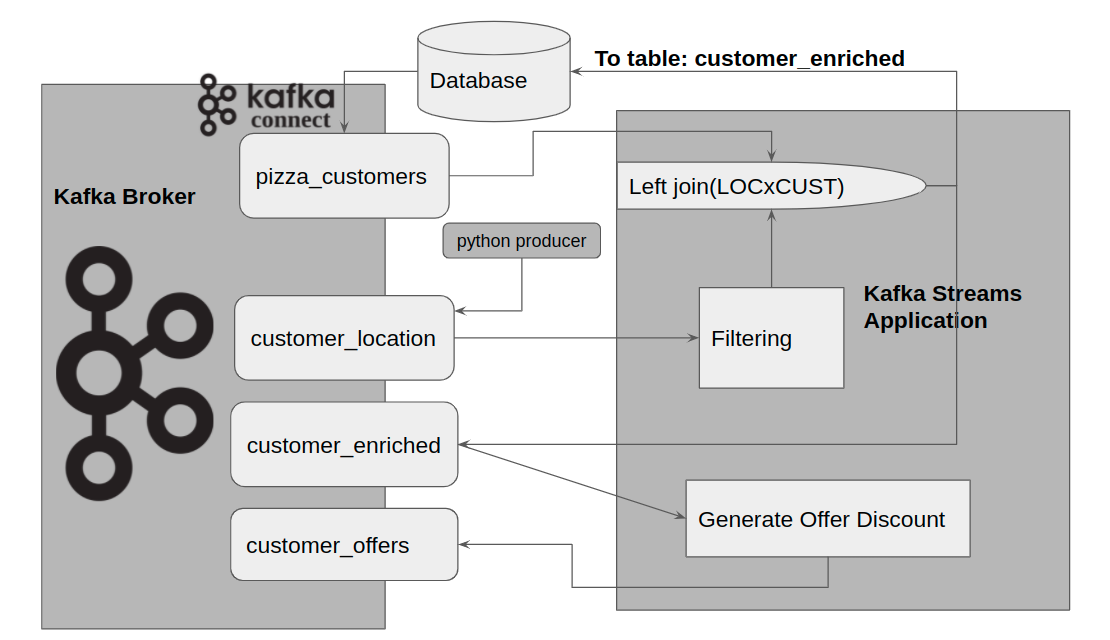 To table: customer_enriched
Database
kafka
connect
pizza_customers
Left join(LOCxCUST)
Kafka Broker
python producer
Kafka Streams
Application
customer_location
Filtering
customer_enriched
Generate Offer Discount
customer_offers